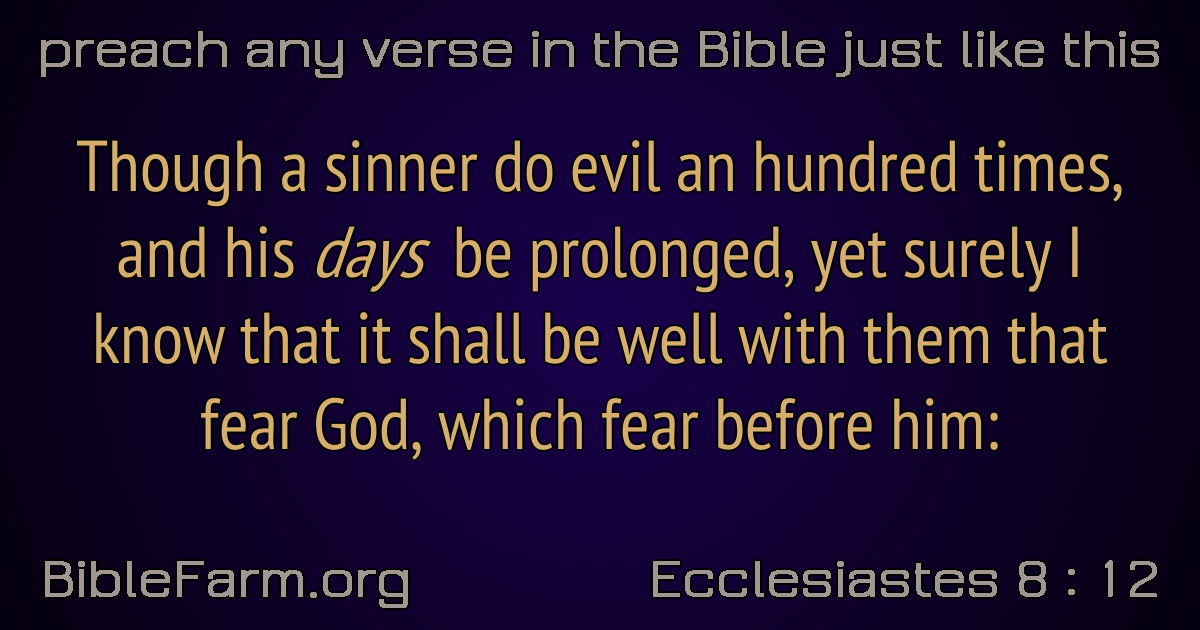 preach any verse in the Bible just like this
Though a sinner do evil an hundred times,
and his days be prolonged, yet surely I
know that it shall be well with them that
fear God, which fear before him:
BibleFarm.org
Ecclesiastes 8 : 12